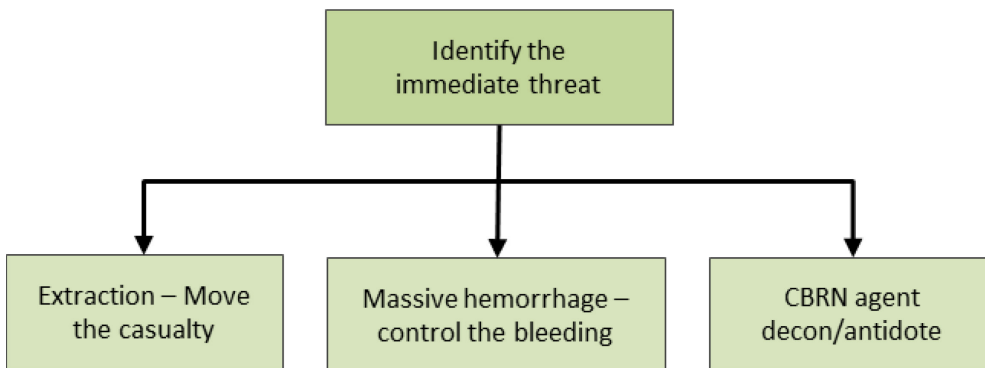 Identify the
immediate threat
Extraction – Move
the casualty
Massive hemorrhage –
control the bleeding
CBRN agent
decon/antidote